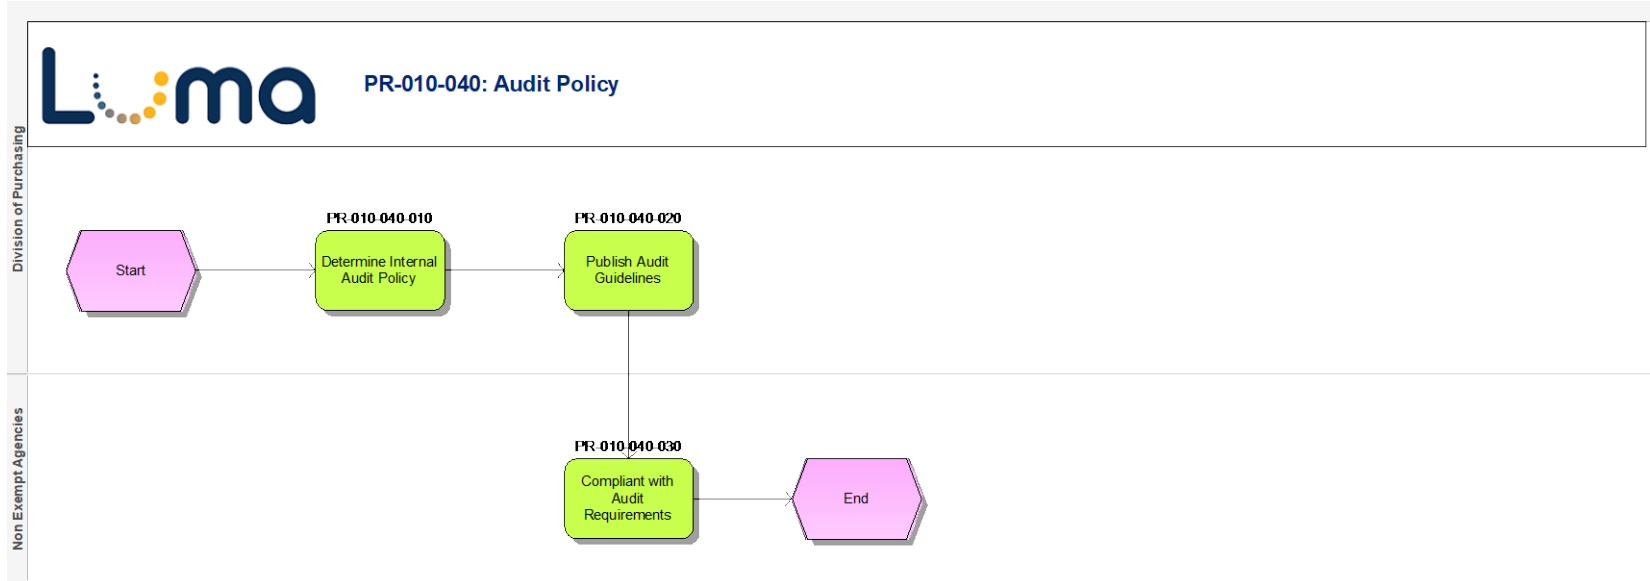 Luma
PR-010-040: Audit Policy
Division of Purchasing
PR-010-040-010
PR-010-040-020
Start
Determine Internal
Audit Policy
Publish Audit
Guidelines
Non Exempt Agencies
PR-010-040-030
Compliant with
Audit
Requirements
End